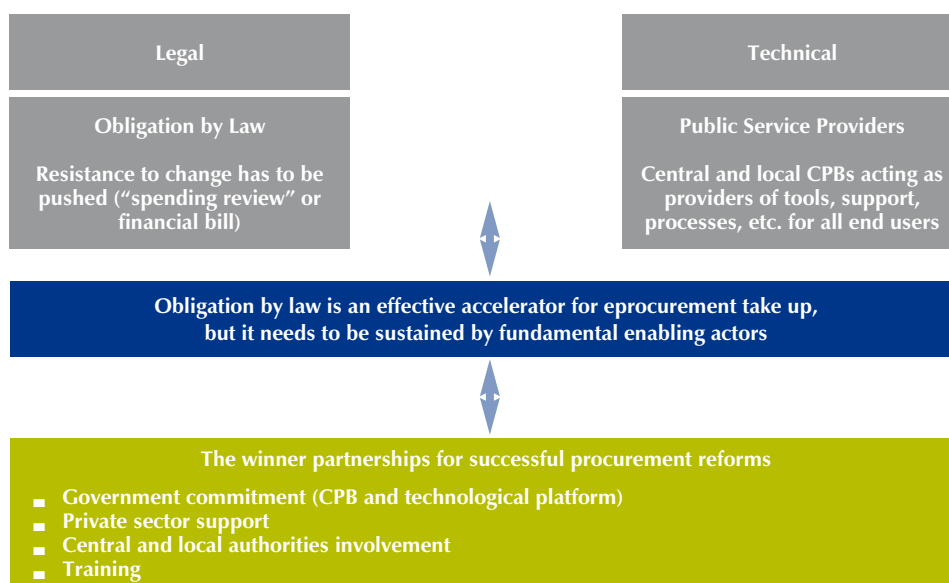 Legal
Obligation by Law
Resistance to change has to be
pushed (“spending review” or
financial bill)
Technical
Public Service Providers
Central and local CPBs acting as
providers of tools, support,
processes, etc. for all end users
Obligation by law is an effective accelerator for eprocurement take up,
but it needs to be sustained by fundamental enabling actors
The winner partnerships for successful procurement reforms
Government commitment (CPB and technological platform)
Private sector support
Central and local authorities involvement
Training